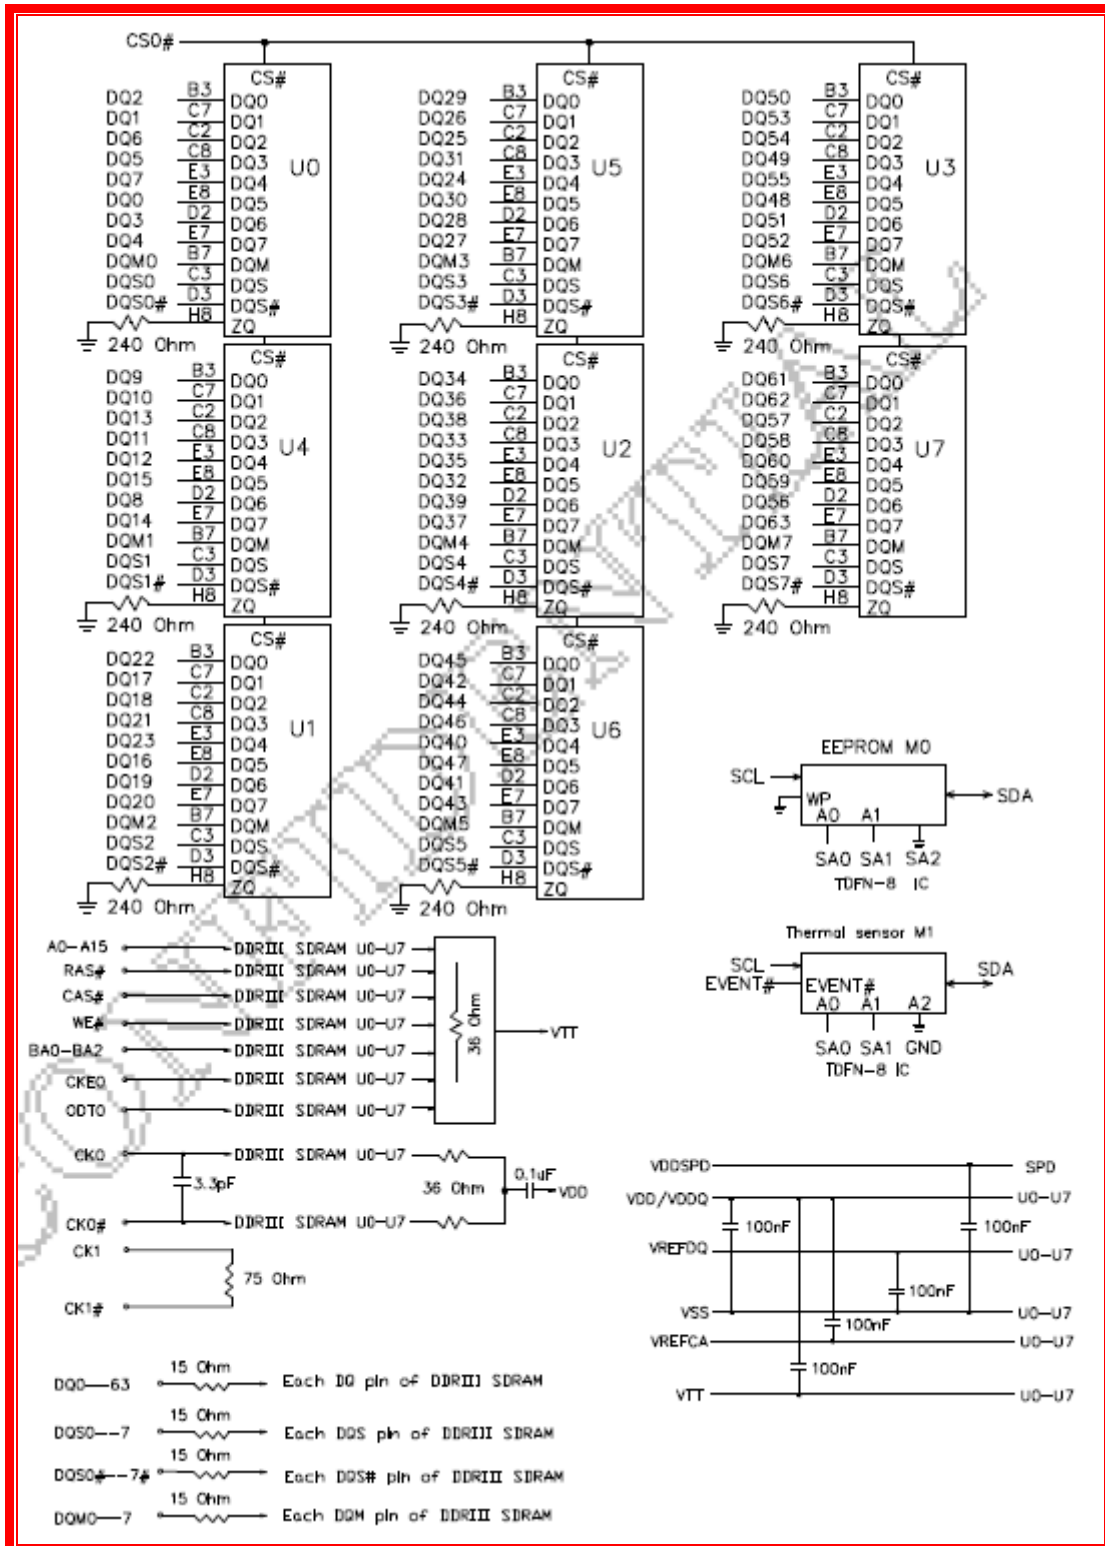 CS0#
CS#
DQ2 B3 DQ0
DQ1 C7 DQ1
DQ6 C2 DQ2
DQ5 C8 DQ3
U0
DQ7 E3 DQ4
DQ0 E8 DQ5
DQ3 D2 DQ6
DQ4 E7 DQ7
DQM0 B7 DQM
DQS0 C3 DQS
DQS0# D3 DQS#
H8 ZQ
240 Ohm
CS#
DQ29 B3 DQ0
DQ26 C7 DQ1
DQ25 C2 DQ2
DQ31 C8 DQ3
U5
DQ24 E3 DQ4
DQ30 E8 DQ5
DQ28 D2 DQ6
DQ27 E7 DQ7
DQM3 B7 DQM
DQS3 C3 DQS
DQS3# D3 DQS#
H8 ZQ
240 Ohm
CS#
DQ50 B3 DQ0
DQ53 C7 DQ1
DQ54 C2 DQ2
DQ49 C8 DQ3
U3
DQ55 E3 DQ4
DQ48 E8 DQ5
DQ51 D2 DQ6
DQ52 E7 DQ7
DQM6 B7 DQM
DQS6 C3 DQS
DQS6# D3 DQS#
H8 ZQ
240 Ohm
CS#
DQ9 B3 DQ0
DQ10 C7 DQ1
DQ13 C2 DQ2
DQ11 C8 DQ3
U4
DQ12 E3 DQ4
DQ15 E8 DQ5
DQ8 D2 DQ6
DQ14 E7 DQ7
DQM1 B7 DQM
DQS1 C3 DQS
DQS1# D3 DQS#
H8 ZQ
240 Ohm
CS#
DQ34 B3 DQ0
DQ36 C7 DQ1
DQ38 C2 DQ2
DQ33 C8 DQ3
U2
DQ35 E3 DQ4
DQ32 E8 DQ5
DQ39 D2 DQ6
DQ37 E7 DQ7
DQM4 B7 DQM
DQS4 C3 DQS
DQS4# D3 DQS#
H8 ZQ
240 Ohm
CS#
DQ61 B3 DQ0
DQ62 C7 DQ1
DQ57 C2 DQ2
DQ58 C8 DQ3
U7
DQ60 E3 DQ4
DQ59 E8 DQ5
DQ56 D2 DQ6
DQ63 E7 DQ7
DQM7 B7 DQM
DQS7 C3 DQS
DQS7# D3 DQS#
H8 ZQ
240 Ohm
CS#
DQ22 B3 DQ0
DQ17 C7 DQ1
DQ18 C2 DQ2
DQ21 C8 DQ3
U1
DQ23 E3 DQ4
DQ16 E8 DQ5
DQ19 D2 DQ6
DQ20 E7 DQ7
DQM2 B7 DQM
DQS2 C3 DQS
DQS2# D3 DQS#
H8 ZQ
240 Ohm
CS#
DQ45 B3 DQ0
DQ42 C7 DQ1
DQ44 C2 DQ2
DQ46 C8 DQ3
U6
DQ40 E3 DQ4
DQ47 E8 DQ5
DQ41 D2 DQ6
DQ43 E7 DQ7
DQM5 B7 DQM
DQS5 C3 DQS
DQS5# D3 DQS#
H8 ZQ
240 Ohm
EEPROM M0
SCL
WP
SDA
A0 A1
SA0 SA1 SA2
TDFN-8 IC
Thermal sensor M1
SCL
SDA
EVENT# EVENT#
A0 A1 A2
SA0 SA1 GND
TDFN-8 IC
A0-A15 DDRIII SDRAM U0-U7
RAS# DDRIII SDRAM U0-U7
CAS# DDRIII SDRAM U0-U7
WE# DDRIII SDRAM U0-U7
BA0-BA2 DDRIII SDRAM U0-U7
CKE0 DDRIII SDRAM U0-U7
ODT0 DDRIII SDRAM U0-U7
36 Ohm
VTT
CK0 DDRIII SDRAM U0-U7
3.3pF
36 Ohm
0.1uF
VDD
CK0# DDRIII SDRAM U0-U7
CK1
75 Ohm
CK1#
VDDSPD SPD
VDD/VDDQ U0-U7
100nF 100nF
VREFDQ U0-U7
100nF
VSS U0-U7
100nF
VREFCA U0-U7
100nF
VTT U0-U7
15 Ohm
DQ0--63 Each DQ pin of DDRIII SDRAM
15 Ohm
DQS0--7 Each DQS pin of DDRIII SDRAM
15 Ohm
DQS0#--7# Each DQS# pin of DDRIII SDRAM
15 Ohm
DQM0--7 Each DQM pin of DDRIII SDRAM